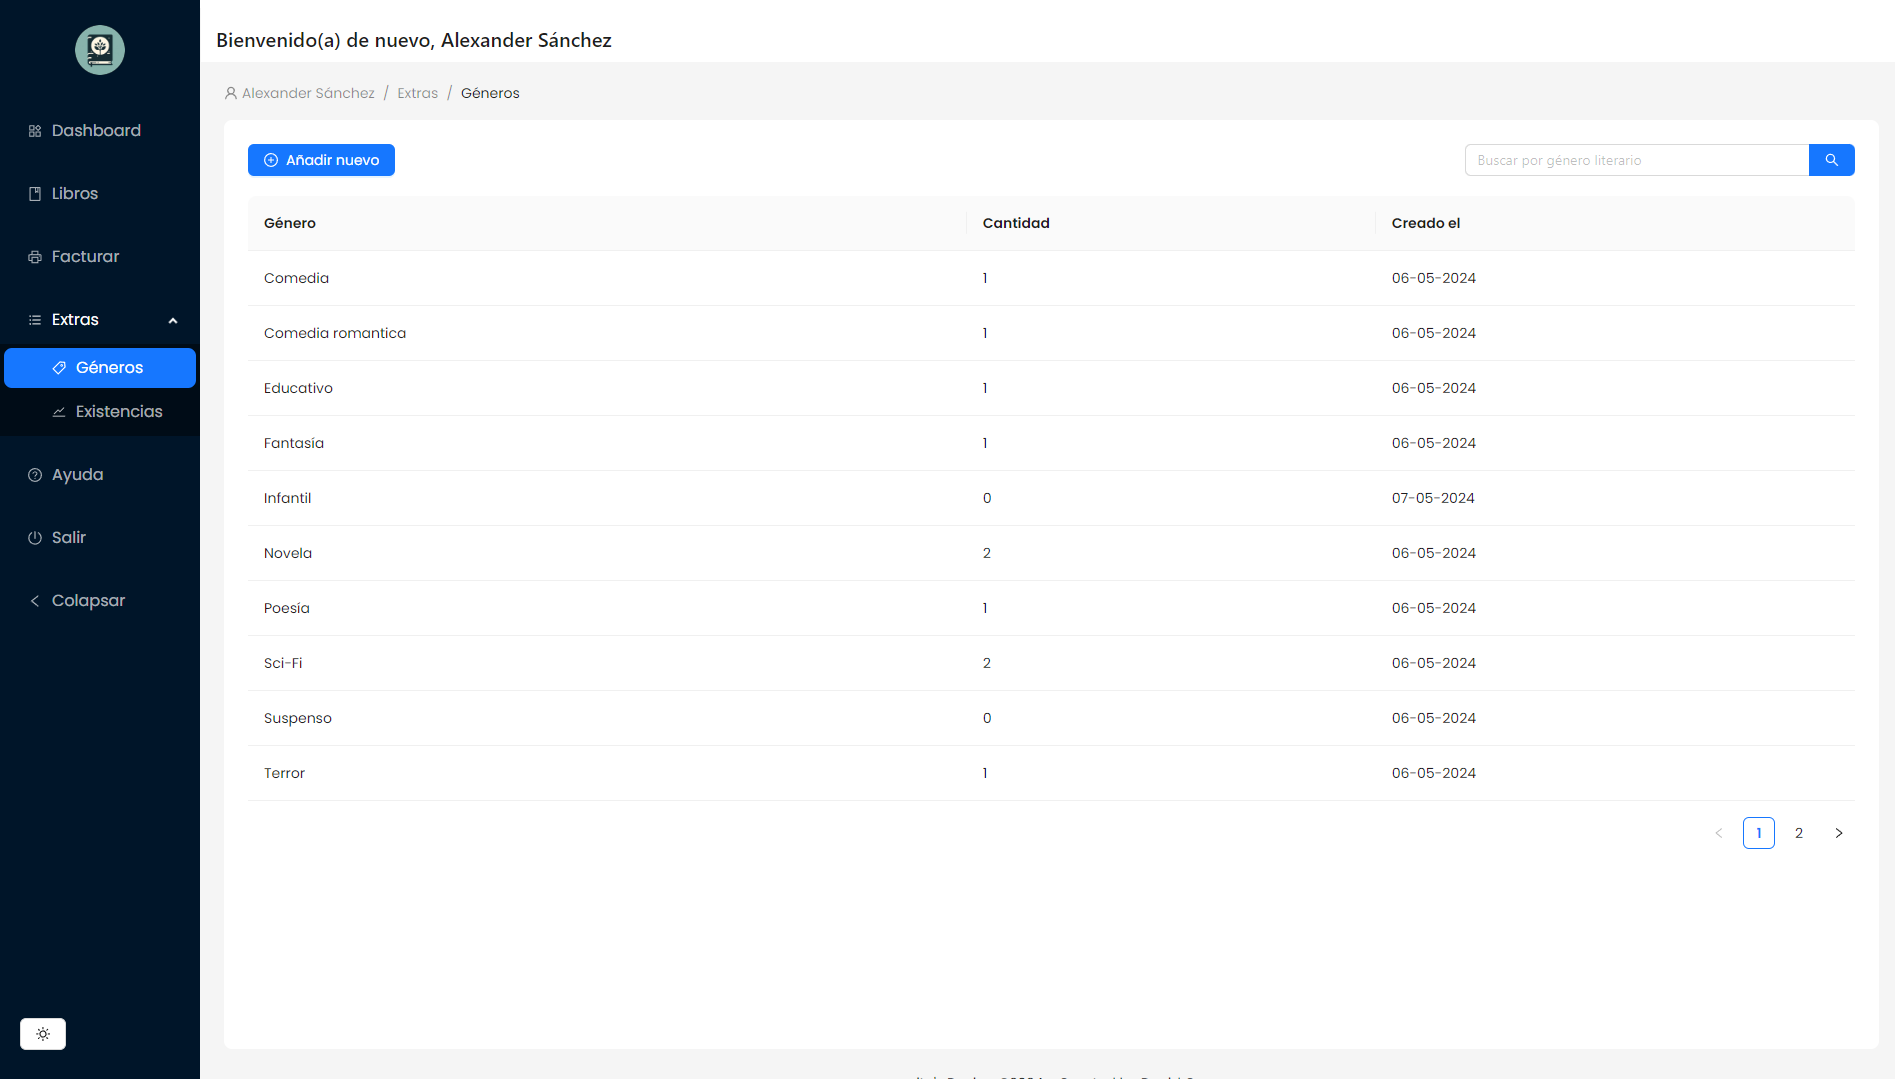 Bienvenido(a) de nuevo, Alexander Sánchez
Alexander Sánchez / Extras / Géneros
Dashboard
Libros
Facturar
Extras
Géneros
Existencias
Ayuda
Salir
Colapsar
Añadir nuevo
Buscar por género literario
Género Cantidad Creado el
Comedia 1 06-05-2024
Comedia romantica 1 06-05-2024
Educativo 1 06-05-2024
Fantasía 1 06-05-2024
Infantil 0 07-05-2024
Novela 2 06-05-2024
Poesía 1 06-05-2024
Sci-Fi 2 06-05-2024
Suspenso 0 06-05-2024
Terror 1 06-05-2024
< 1 2 >